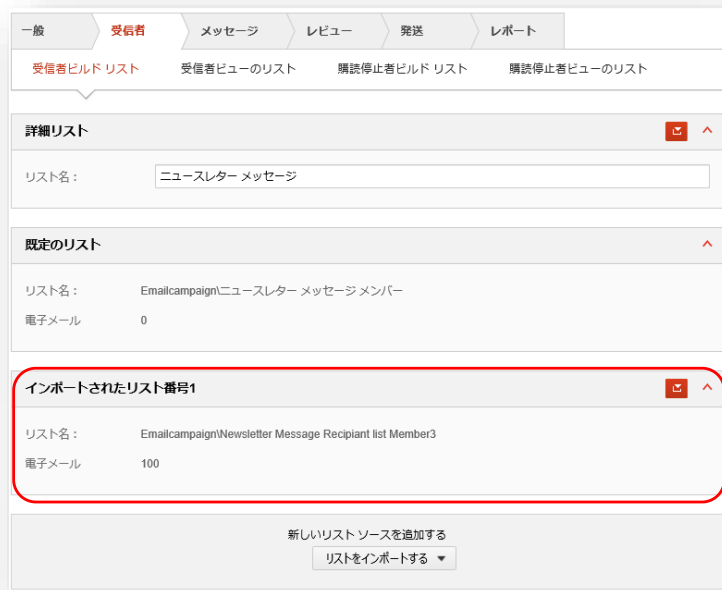 一般 受信者 メッセージ レビュー 発送 レポート
受信者ビルド リスト 受信者ビューのリスト 購読停止者ビルド リスト 購読停止者ビューのリスト
詳細リスト
リスト名： ニュースレター メッセージ
既定のリスト
リスト名： Emailcampaign\ニュースレター メッセージ メンバー
電子メール 0
インポートされたリスト番号1
リスト名： Emailcampaign\Newsletter Message Recipiant list Member3
電子メール 100
新しいリスト ソースを追加する
リストをインポートする